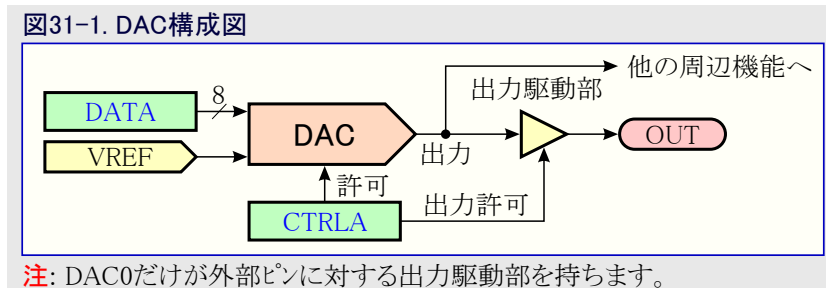 図31-1. DAC構成図
他の周辺機能へ
出力駆動部
DATA
8
DAC
出力
OUT
VREF
許可
CTRLA
出力許可
注: DAC0だけが外部ﾋﾟﾝに対する出力駆動部を持ちます。